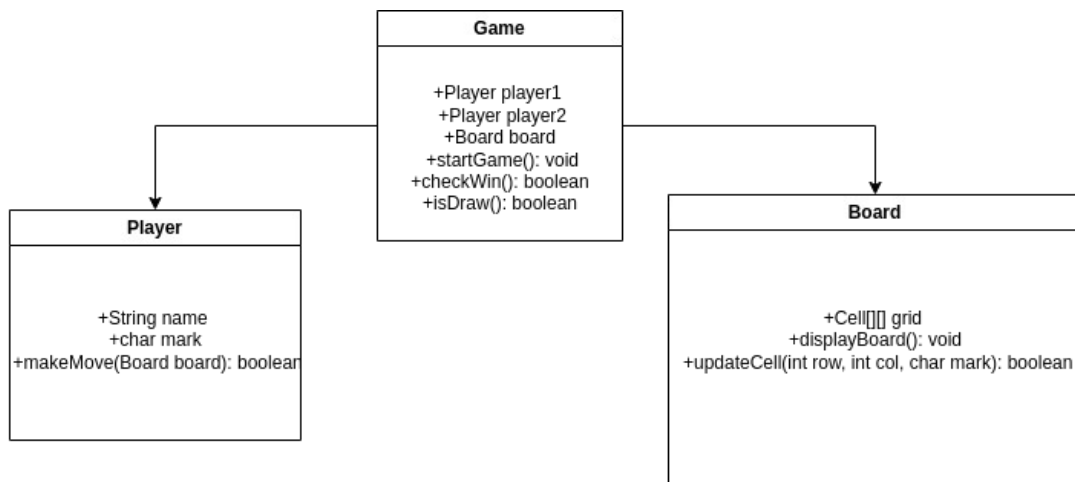 Game
+Player player1
+Player player2
+Board board
+startGame(): void
+checkWin(): boolean
+isDraw(): boolean
Player
+String name
+char mark
+makeMove(Board board): boolean
Board
+Cell[][] grid
+displayBoard(): void
+updateCell(int row, int col, char mark): boolean